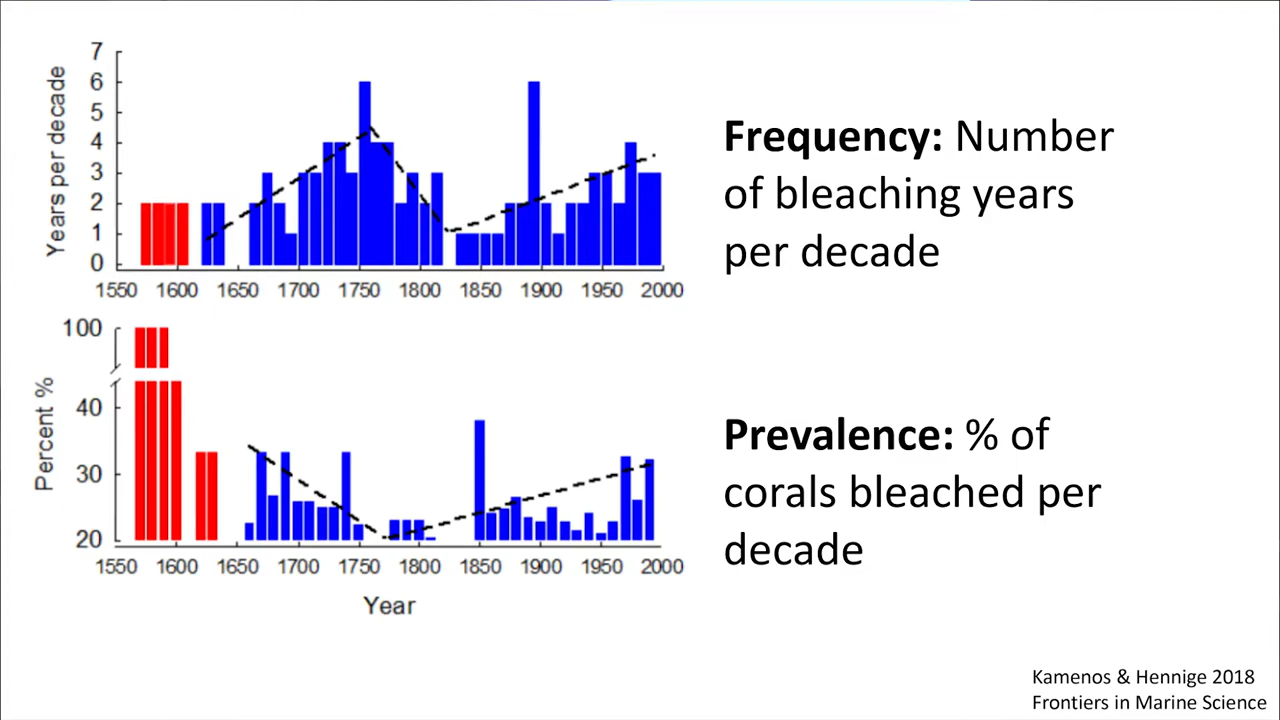 7
6
5
4
3
2
1
0
Years per decade
1550 1600 1650 1700 1750 1800 1850 1900 1950 2000
Frequency: Number
of bleaching years
per decade
100
40
30
20
Percent %
1550 1600 1650 1700 1750 1800 1850 1900 1950 2000
Year
Prevalence: % of
corals bleached per
decade
Kamenos & Hennige 2018
Frontiers in Marine Science